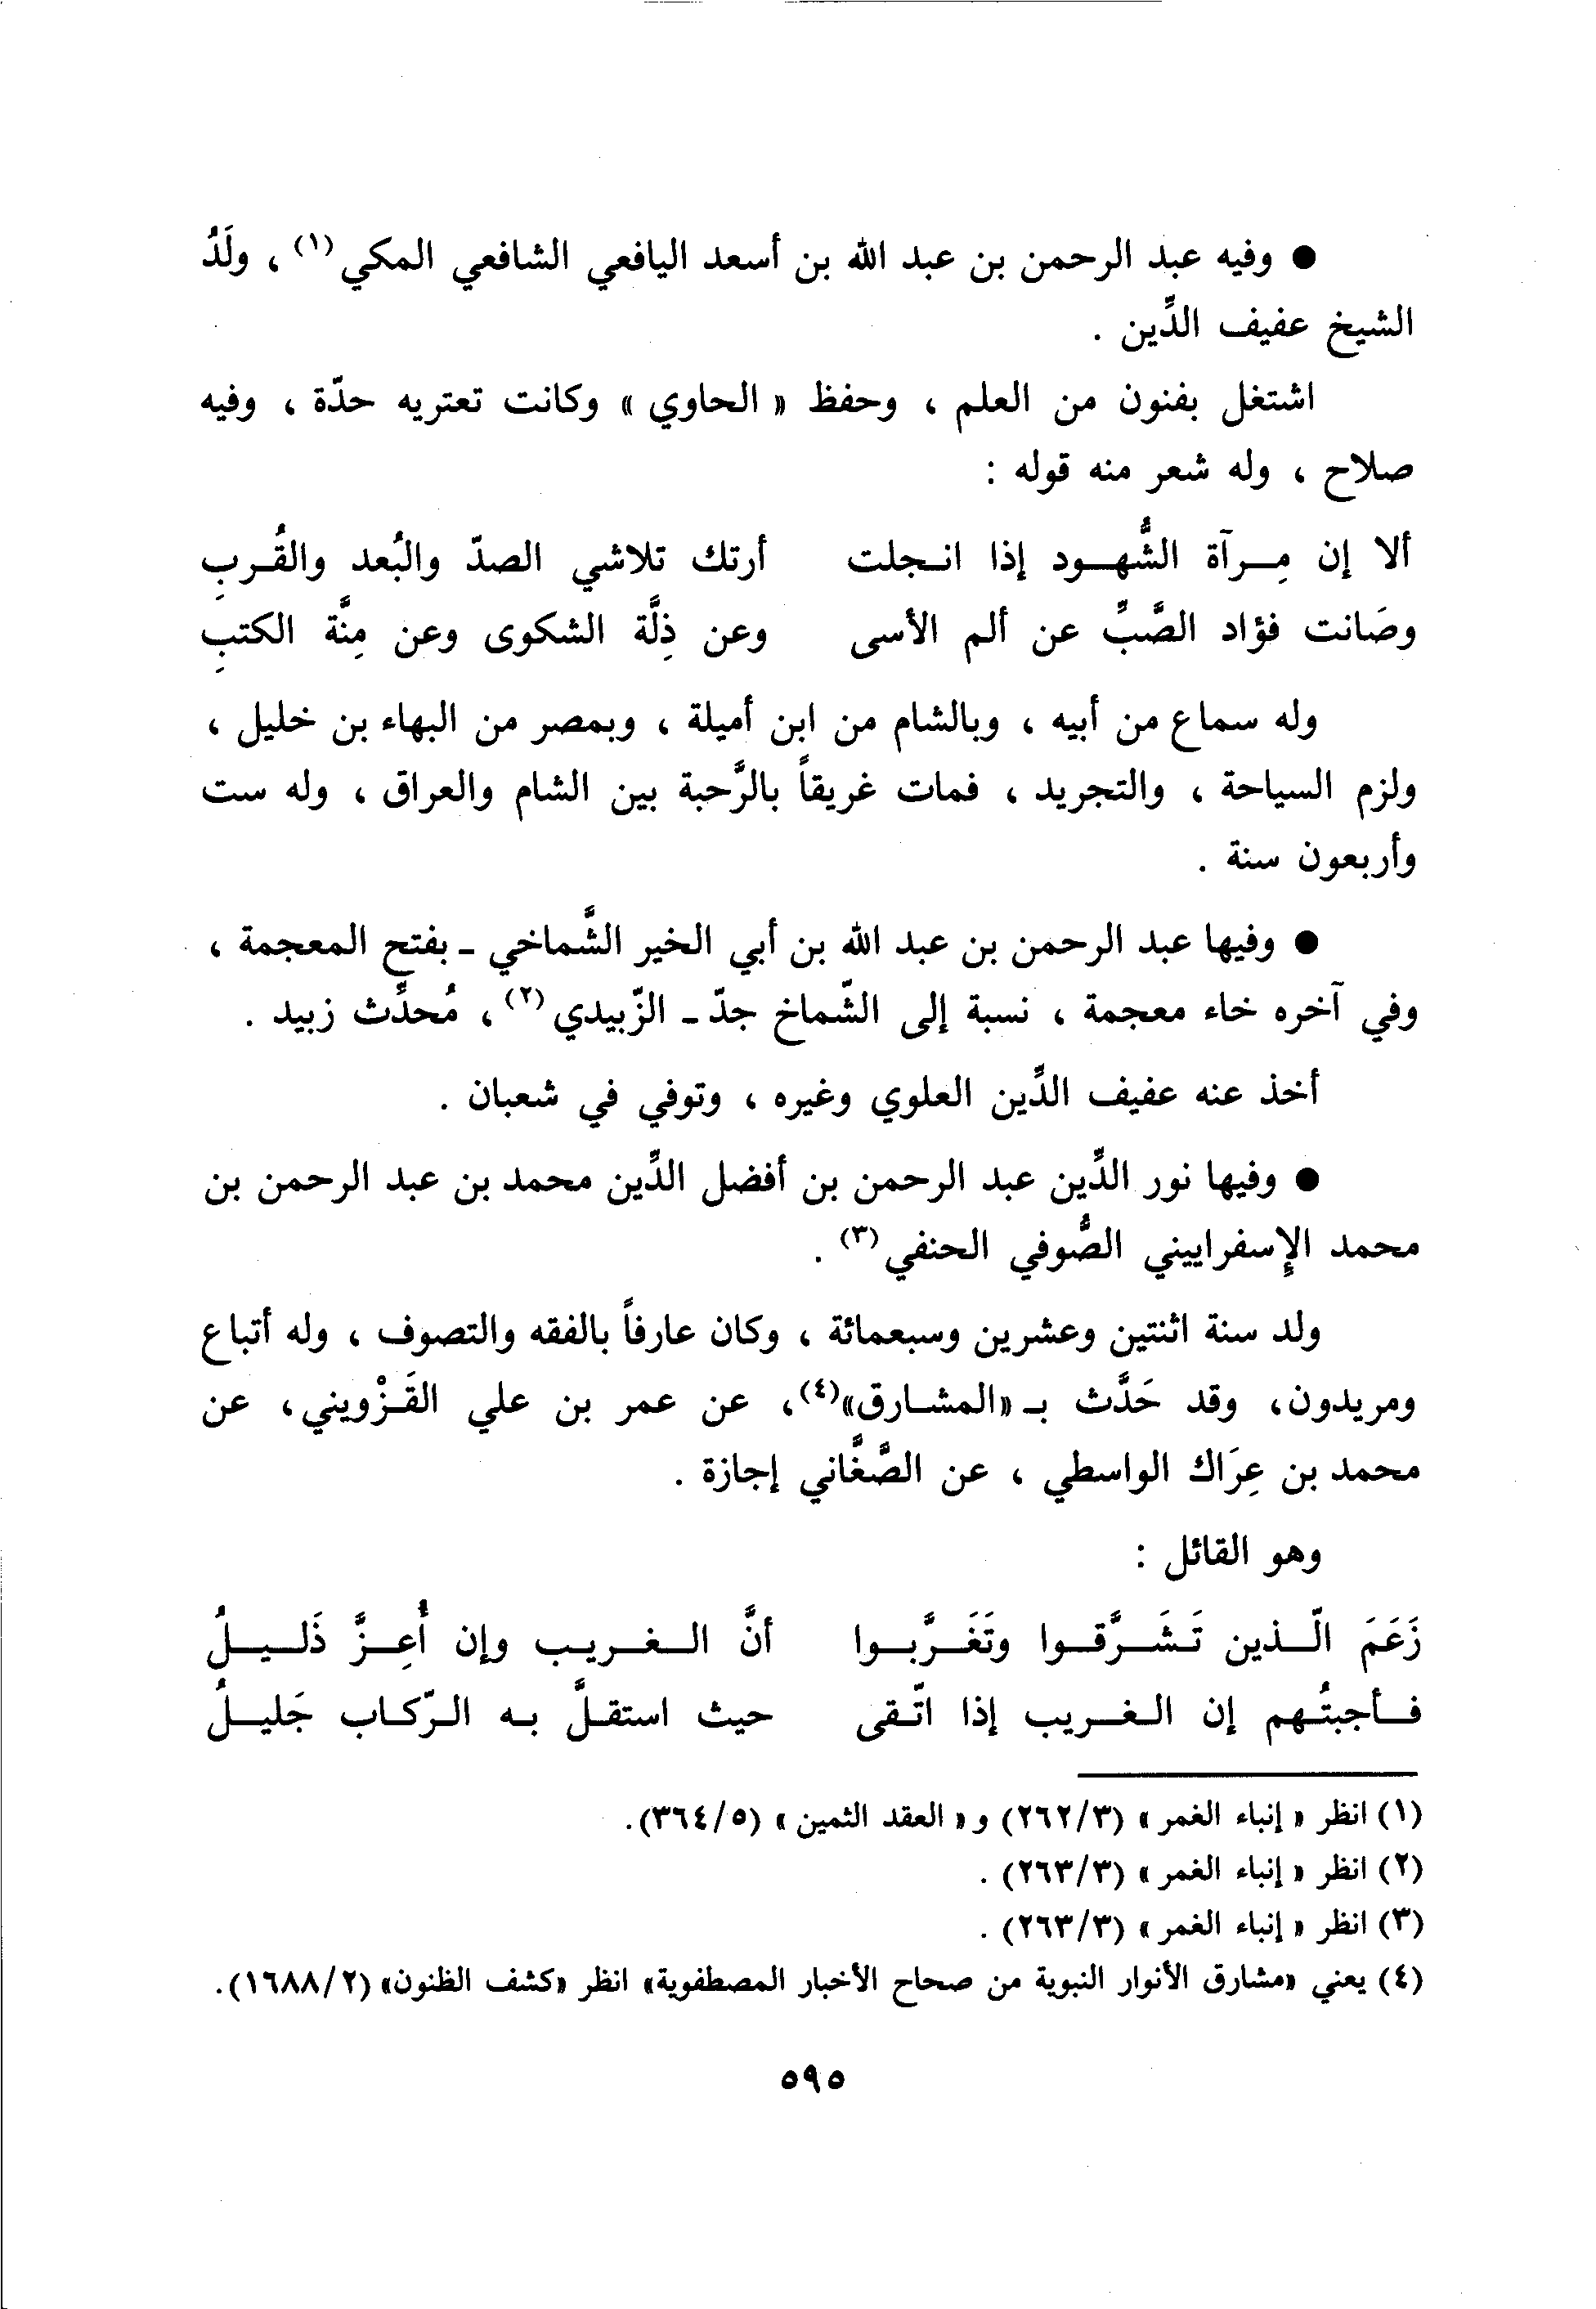 ● وفيه عبد الرحمن بن عبد الله بن أسعد اليافعي الشافعي المكي(١) ، ولَدُ
الشيخ عفيف الدِّين .
اشتغل بفنون من العلم ، وحفظ « الحاوي » وكانت تعتريه حدّة ، وفيه
صلاح ، وله شعر منه قوله :
ألا إن مِـرآة الشُّهـود إذا انـجلت أرتك تلاشي الصدّ والبُعد والقُـربِ
وصَانت فؤاد الصَّبِّ عن ألم الأسى وعن ذِلَّة الشكوى وعن مِنَّة الكتبِ
وله سماع من أبيه ، وبالشام من ابن أميلة ، وبمصر من البهاء بن خليل ،
ولزم السياحة ، والتجريد ، فمات غريقاً بالرَّحبة بين الشام والعراق ، وله ست
وأربعون سنة .
● وفيها عبد الرحمن بن عبد الله بن أبي الخير الشَّماخي ـ بفتح المعجمة ،
وفي آخره خاء معجمة ، نسبة إلى الشّماخ جدّ ـ الزّبيدي(٢) ، مُحدِّث زبيد .
أخذ عنه عفيف الدِّين العلوي وغيره ، وتوفي في شعبان .
● وفيها نور الدِّين عبد الرحمن بن أفضل الدِّين محمد بن عبد الرحمن بن
محمد الإسفراييني الصُّوفي الحنفي(٣) .
ولد سنة اثنتين وعشرين وسبعمائة ، وكان عارفاً بالفقه والتصوف ، وله أتباع
ومريدون، وقد حَدَّث بـ «المشارق»(٤)، عن عمر بن علي القَـزْويني، عن
محمد بن عِرَاك الواسطي ، عن الصَّغَّاني إجازة .
وهو القائل :
زَعَمَ الّـذين تَـشَـرَّقـوا وتَغَـرَّبـوا أنَّ الـغـريـب وإن أُعِـزَّ ذَلـيـلُ
فـأجبتُـهم إن الـغـريب إذا اتّـقى حيث استقـلَّ بـه الـرّكـاب جَليـلُ
(١) انظر « إنباء الغمر » (٢٦٢/٣) و « العقد الثمين » (٣٦٤/٥).
(٢) انظر « إنباء الغمر » (٢٦٣/٣) .
(٣) انظر « إنباء الغمر » (٢٦٣/٣) .
(٤) يعني «مشارق الأنوار النبوية من صحاح الأخبار المصطفوية» انظر «كشف الظنون» (١٦٨٨/٢).
٥٩٥